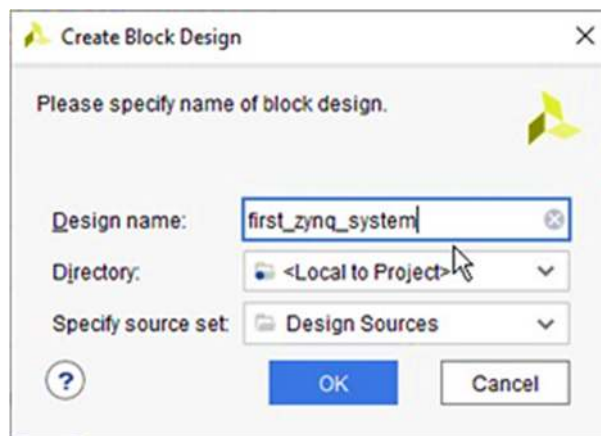 Create Block Design
Please specify name of block design.
Design name: first_zynq_system
Directory: <Local to Project>
Specify source set: Design Sources
?
OK Cancel